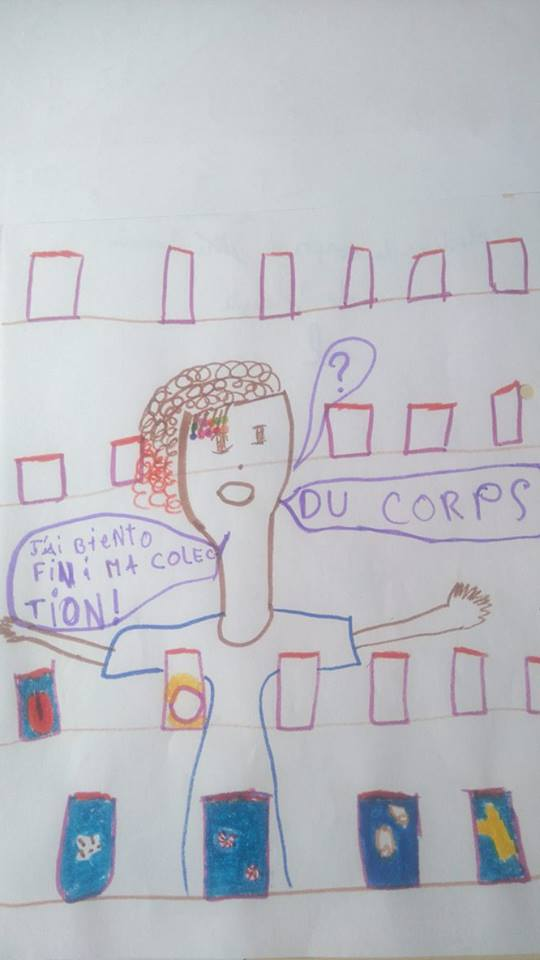 ?
DU CORPS
J'ai BiENTO
FiNi MA COLEC
TiON!